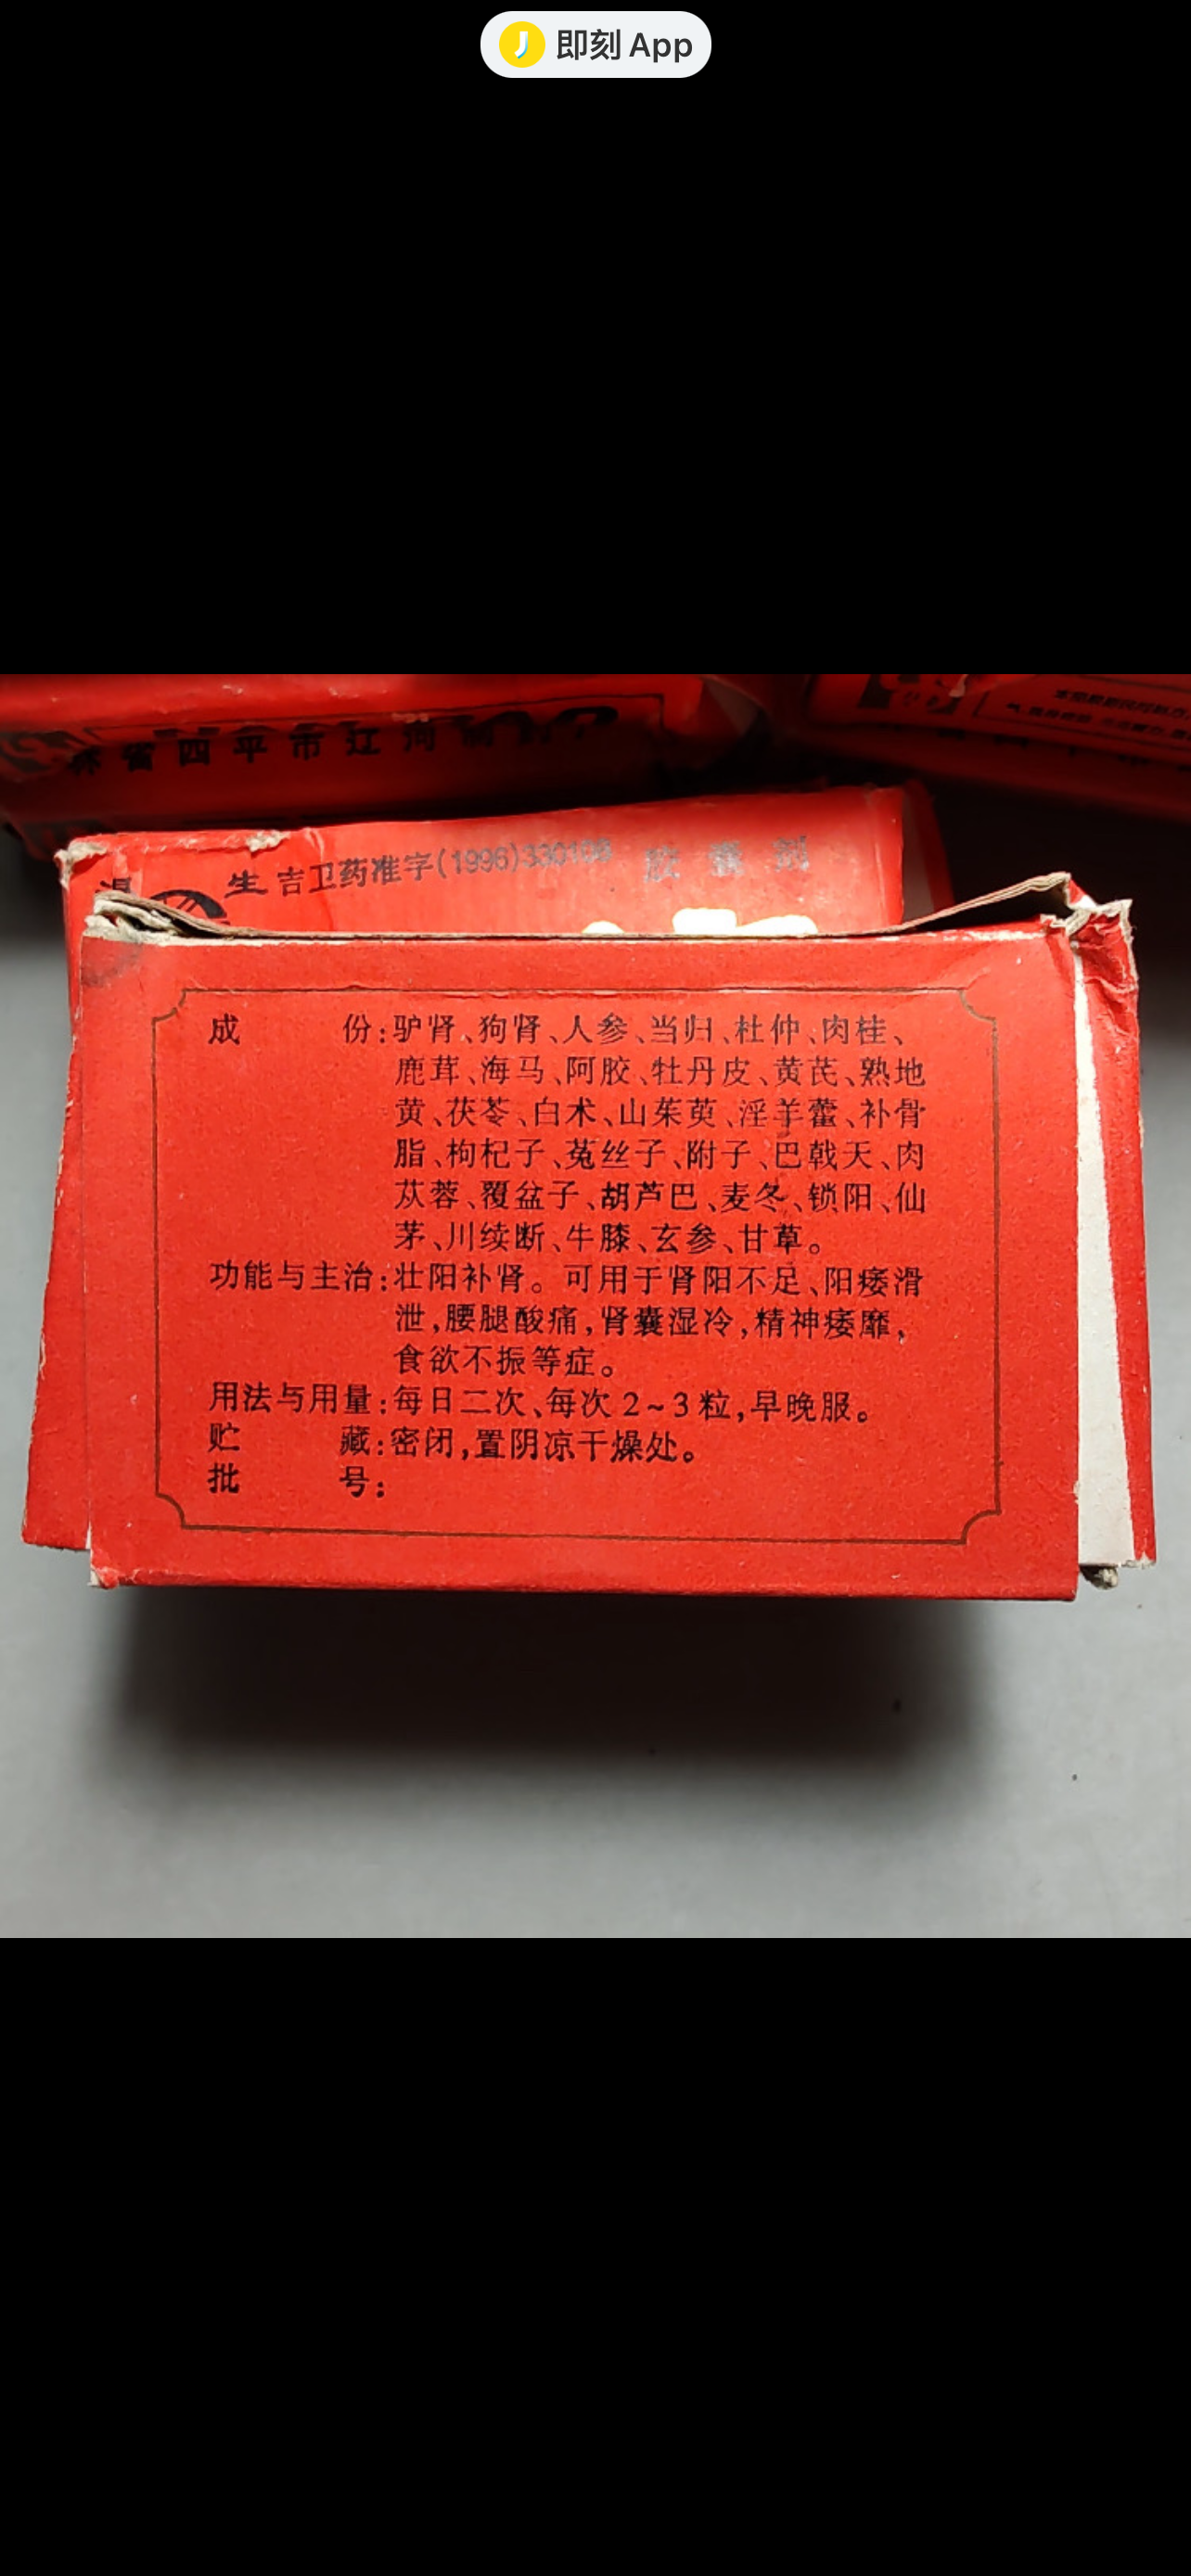 即刻 App
省四平市辽河
生 吉卫药准字(1996)330108 胶囊剂
成 份:驴肾、狗肾、人参、当归、杜仲、肉桂、
鹿茸、海马、阿胶、牡丹皮、黄芪、熟地
黄、茯苓、白术、山茱萸、淫羊藿、补骨
脂、枸杞子、菟丝子、附子、巴戟天、肉
苁蓉、覆盆子、胡芦巴、麦冬、锁阳、仙
茅、川续断、牛膝、玄参、甘草。
功能与主治:壮阳补肾。可用于肾阳不足、阳痿滑
泄,腰腿酸痛,肾囊湿冷,精神痿靡,
食欲不振等症。
用法与用量:每日二次、每次2~3粒,早晚服。
贮 藏:密闭,置阴凉干燥处。
批 号: